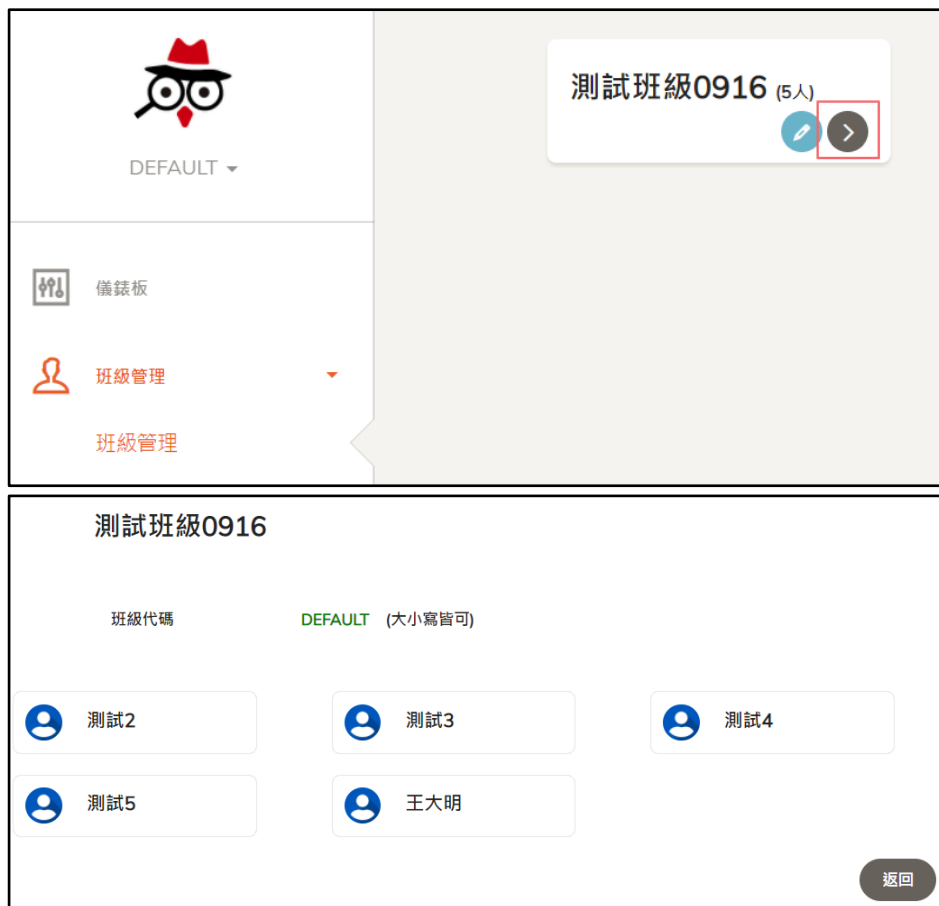 測試班級0916 (5人)
DEFAULT
儀錶板
班級管理
班級管理
測試班級0916
班級代碼 DEFAULT (大小寫皆可)
測試2 測試3 測試4
測試5 王大明
返回